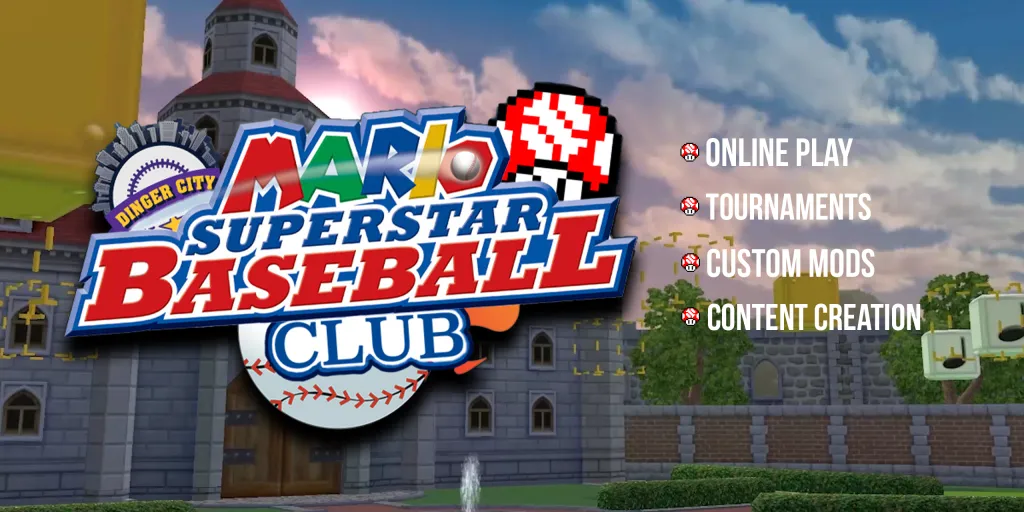 DINGER CITY
MARIO
SUPERSTAR
BASEBALL
CLUB
ONLINE PLAY
TOURNAMENTS
CUSTOM MODS
CONTENT CREATION